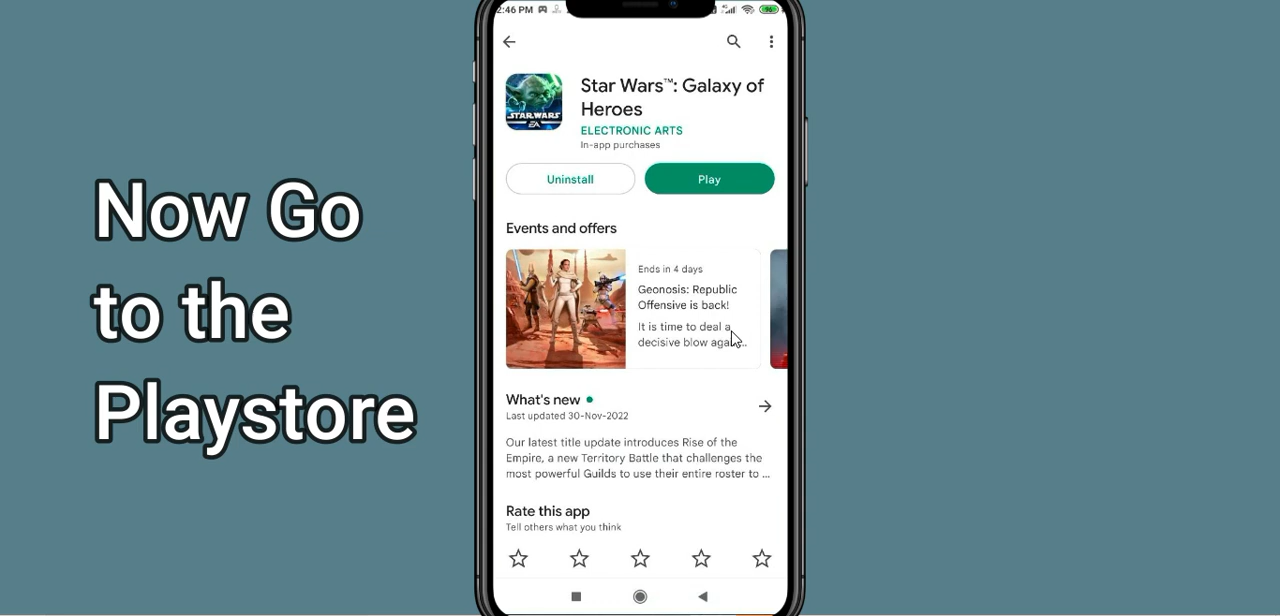 Now Go
to the
Playstore
2:46 PM
96
Star Wars™: Galaxy of
Heroes
ELECTRONIC ARTS
In-app purchases
STAR WARS
EA
Uninstall
Play
Events and offers
Ends in 4 days
Geonosis: Republic
Offensive is back!
It is time to deal a
decisive blow aga...
What's new
Last updated 30-Nov-2022
Our latest title update introduces Rise of the
Empire, a new Territory Battle that challenges the
most powerful Guilds to use their entire roster to ...
Rate this app
Tell others what you think